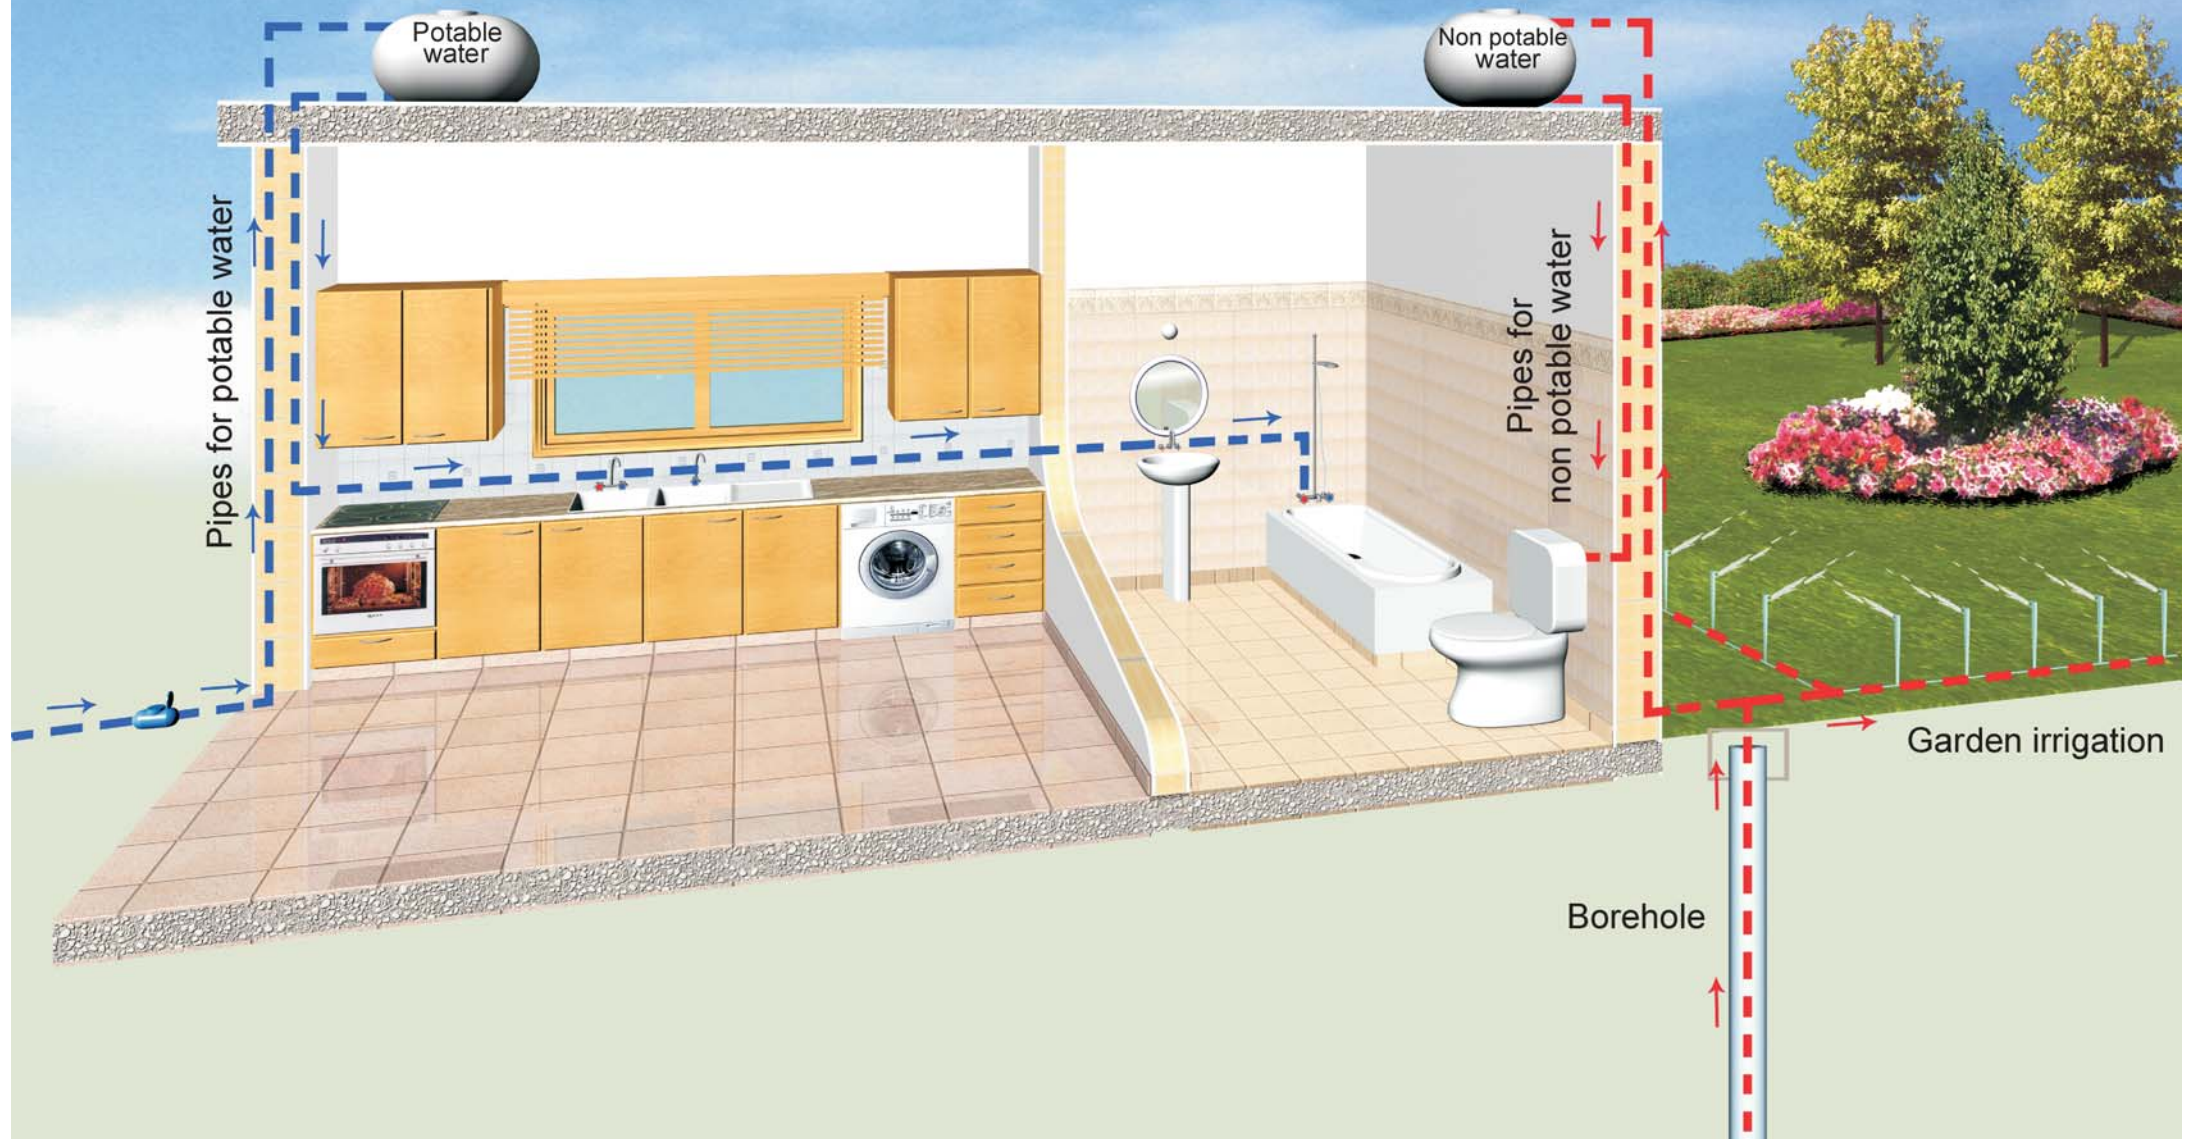 Potable
water
Non potable
water
Pipes for potable water
Pipes for
non potable water
Garden irrigation
Borehole